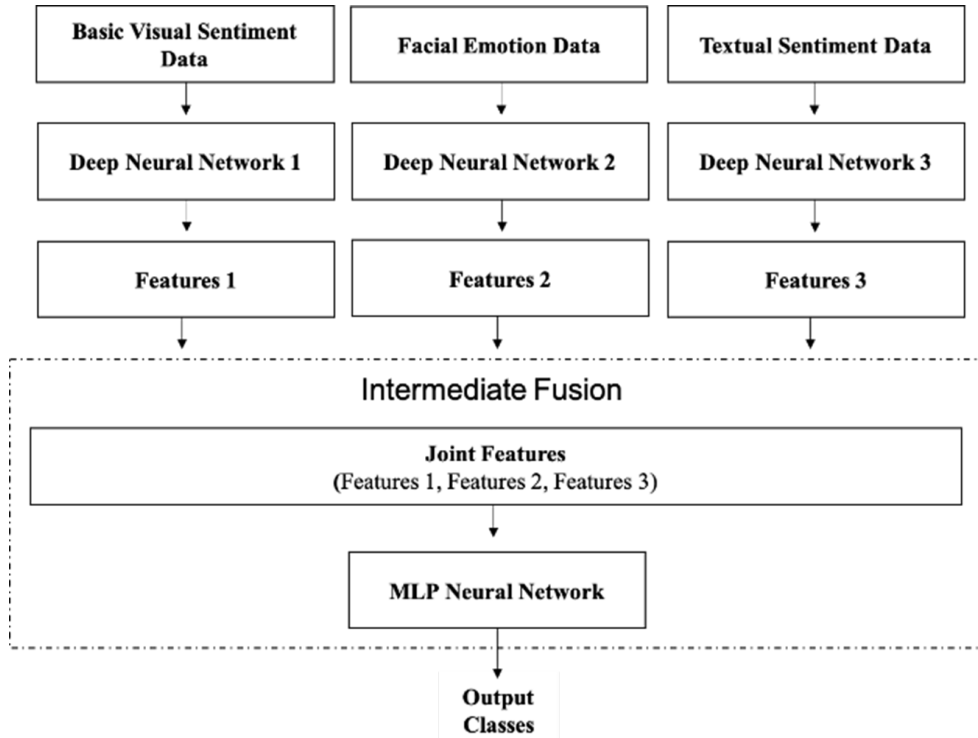 Basic Visual Sentiment
Data
Facial Emotion Data
Textual Sentiment Data
Deep Neural Network 1
Deep Neural Network 2
Deep Neural Network 3
Features 1
Features 2
Features 3
Intermediate Fusion
Joint Features
(Features 1, Features 2, Features 3)
MLP Neural Network
Output
Classes